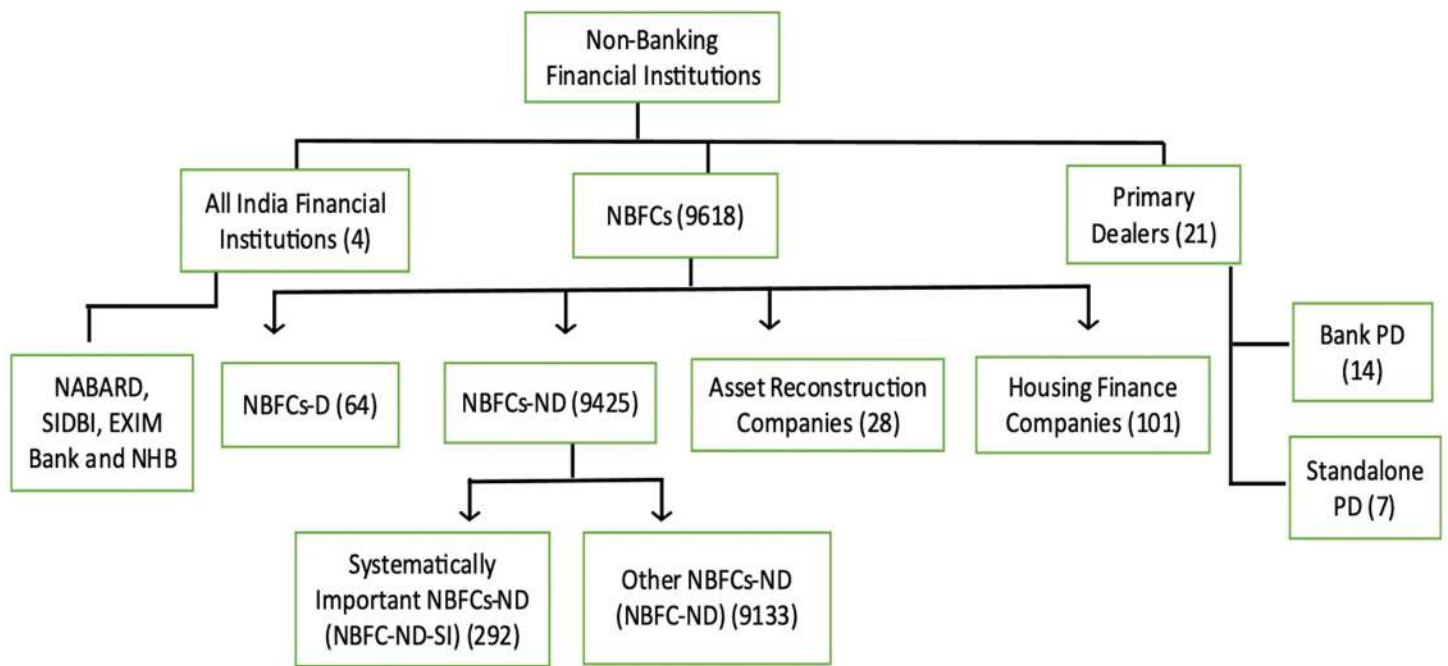 Non-Banking
Financial Institutions
All India Financial
Institutions (4)
NBFCs (9618)
Primary
Dealers (21)
NABARD,
SIDBI, EXIM
Bank and NHB
NBFCs-D (64)
NBFCs-ND (9425)
Asset Reconstruction
Companies (28)
Housing Finance
Companies (101)
Bank PD
(14)
Standalone
PD (7)
Systematically
Important NBFCs-ND
(NBFC-ND-SI) (292)
Other NBFCs-ND
(NBFC-ND) (9133)